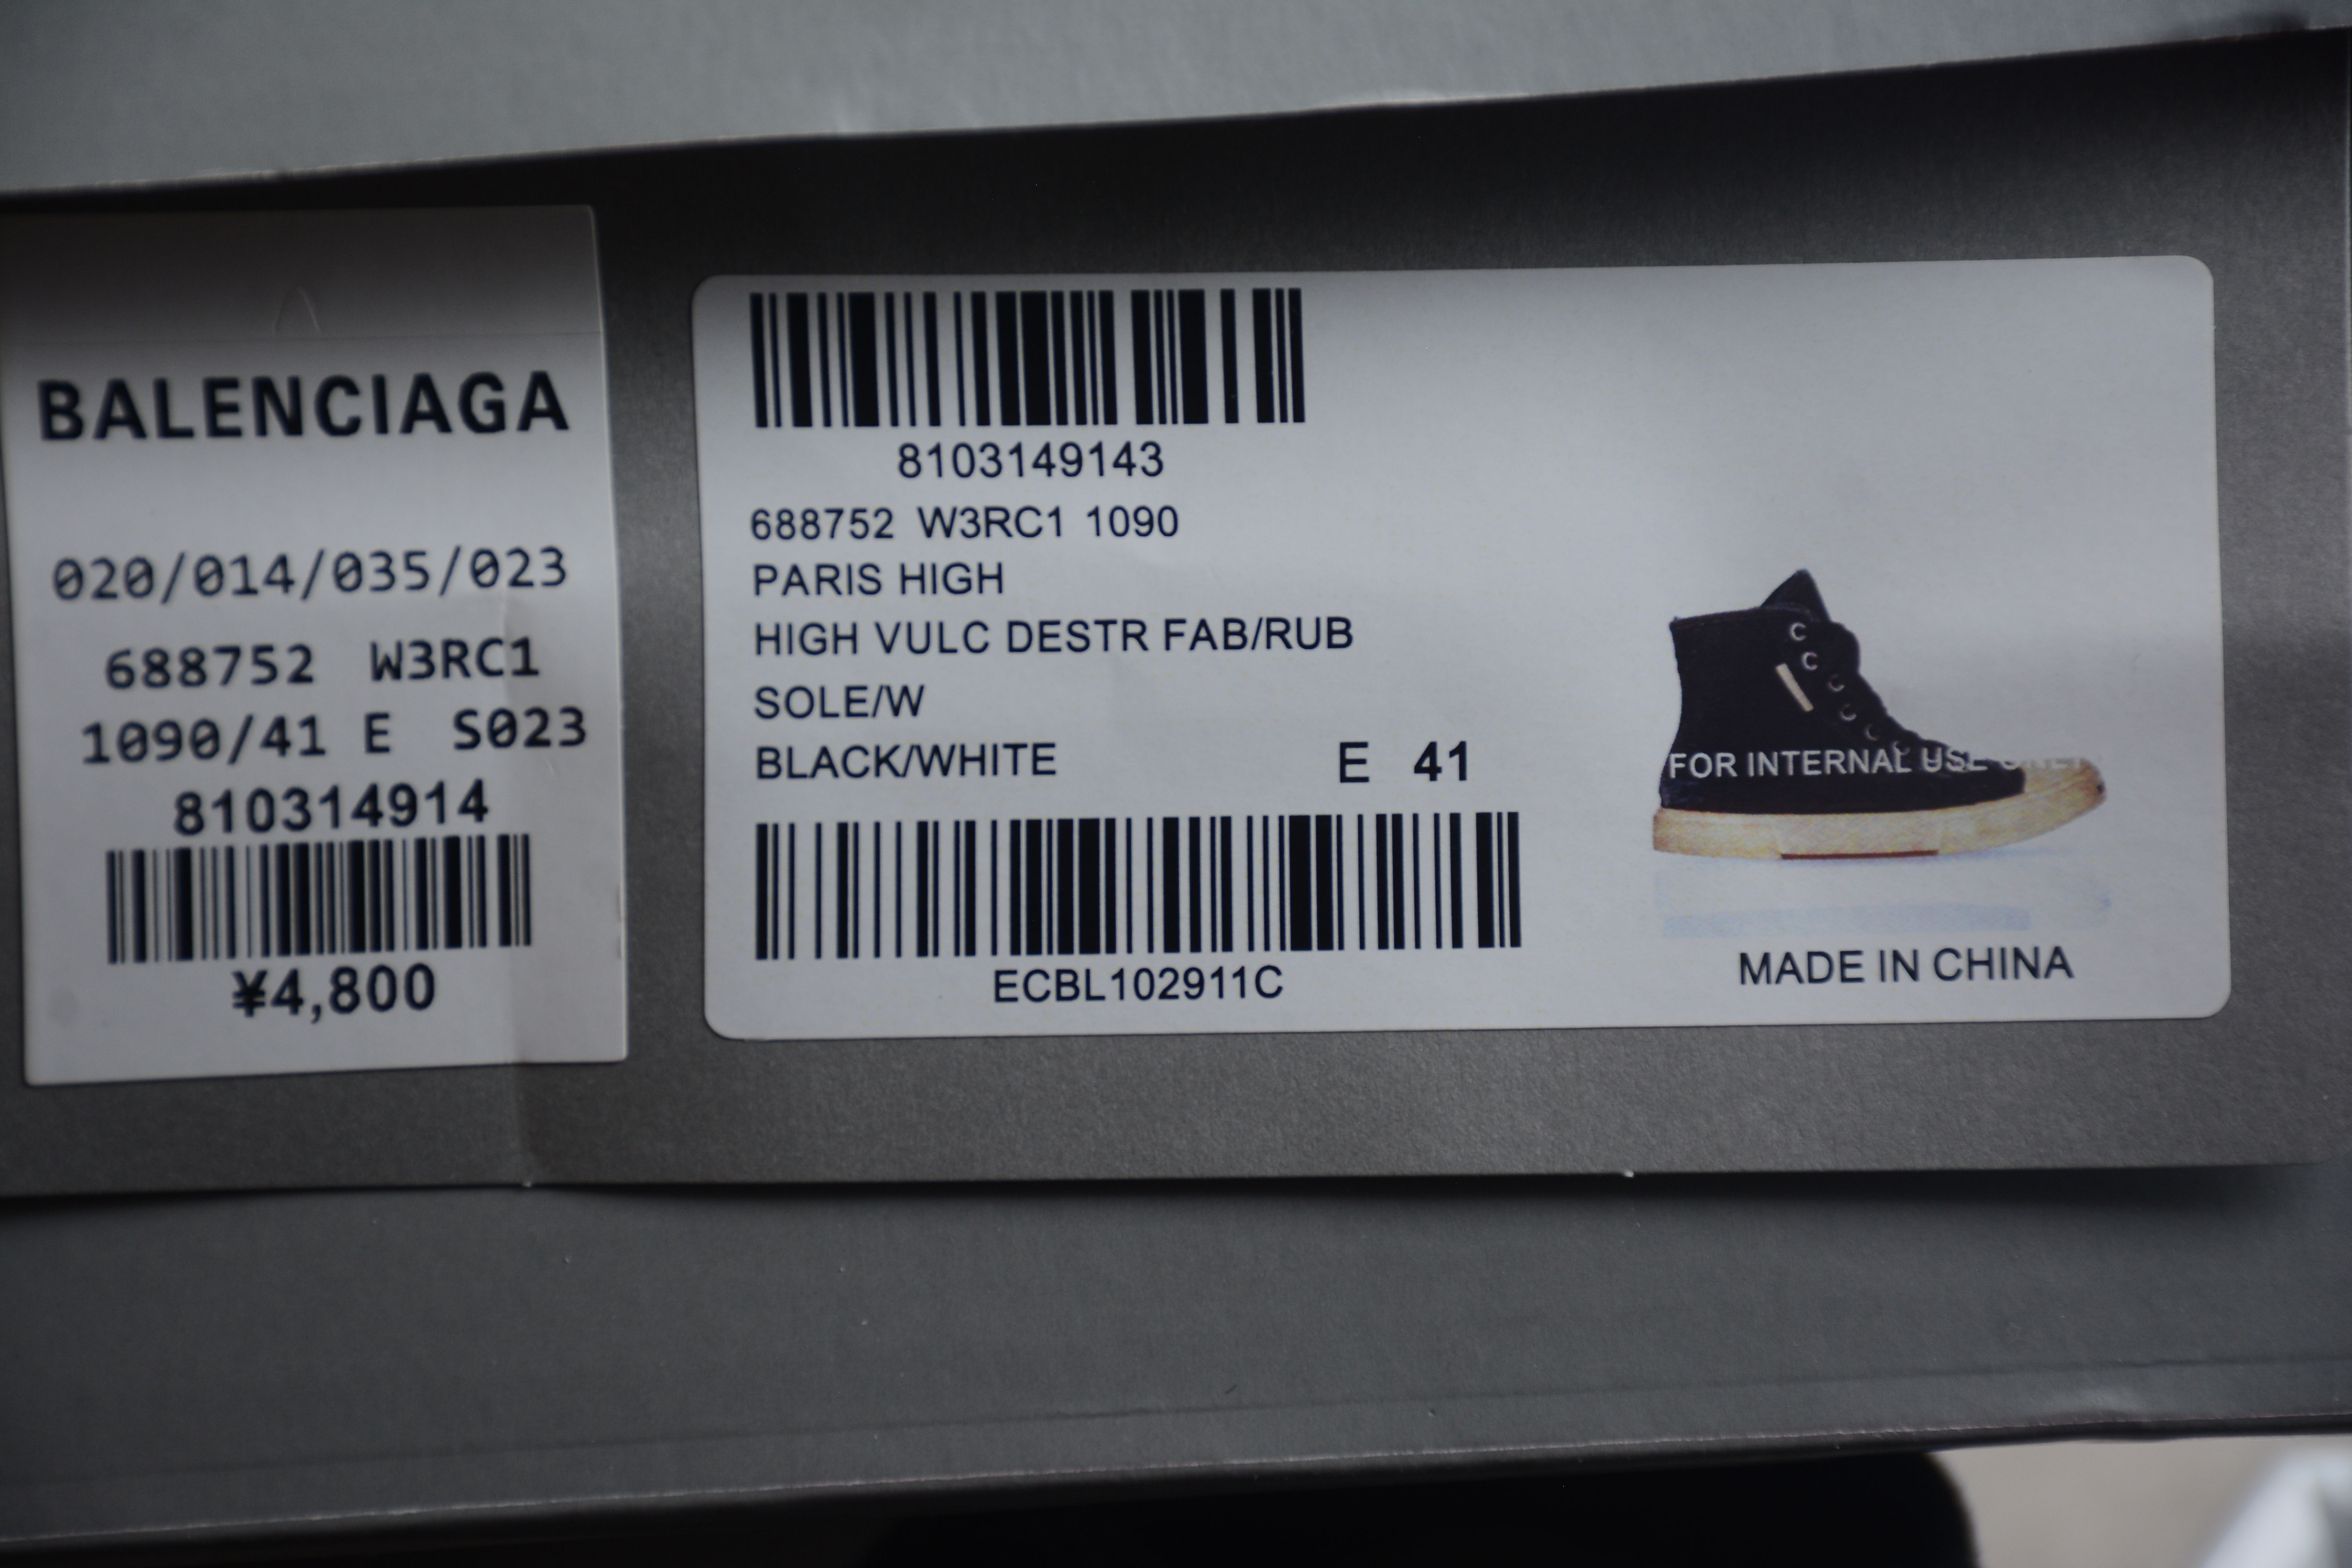 BALENCIAGA
020/014/035/023
688752 W3RC1
1090/41 E S023
810314914
¥4,800
8103149143
688752 W3RC1 1090
PARIS HIGH
HIGH VULC DESTR FAB/RUB
SOLE/W
BLACK/WHITE E 41
ECBL102911C
FOR INTERNAL USE ONLY
MADE IN CHINA